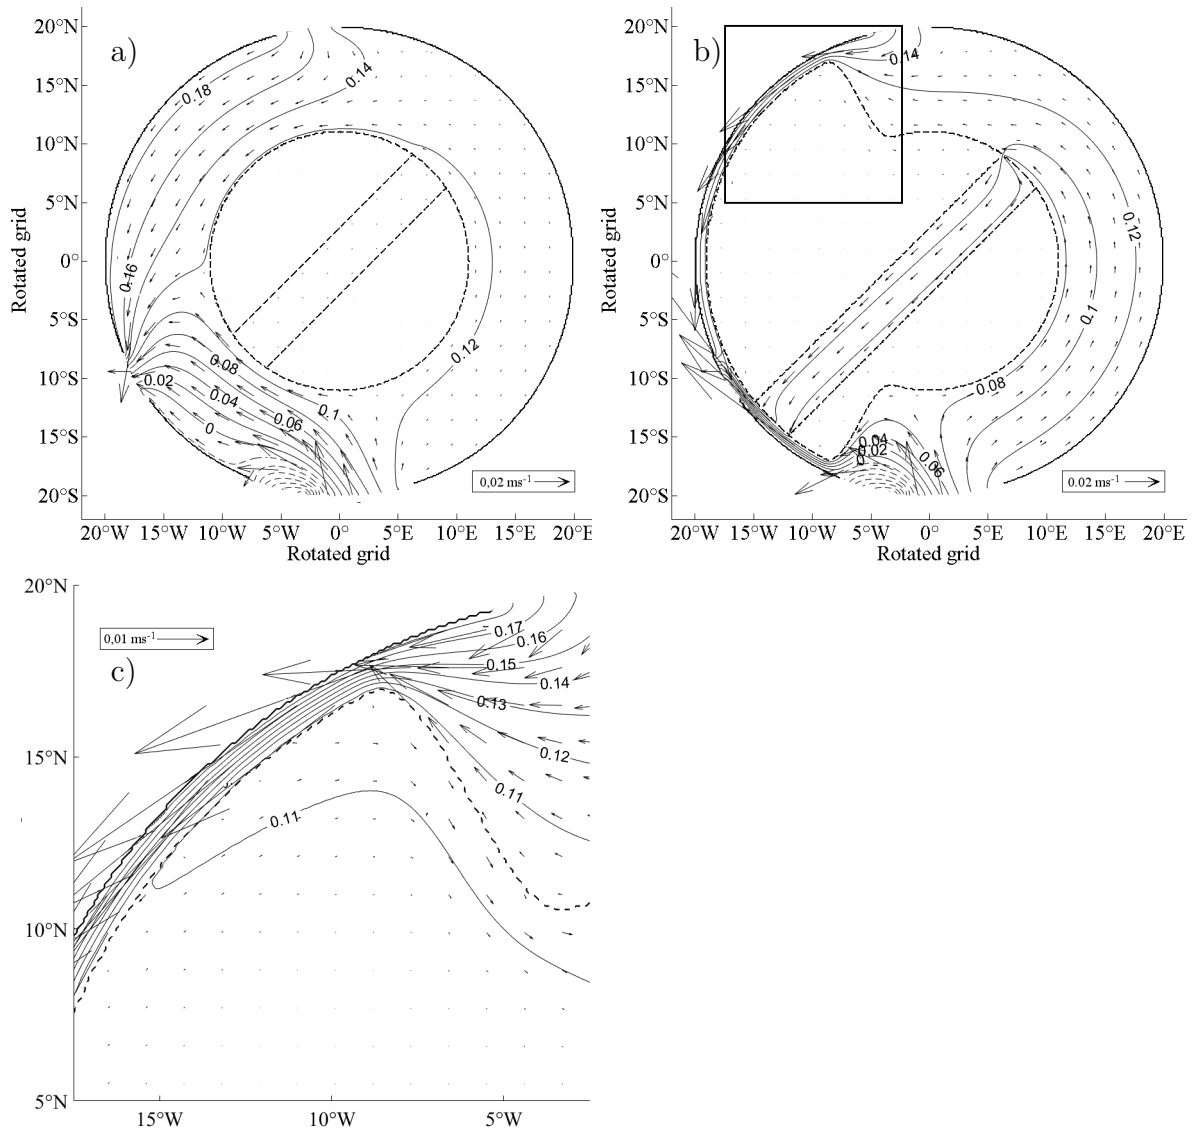 a)
20°N
15°N
10°N
5°N
0°
5°S
10°S
15°S
20°S
Rotated grid
0.14
0.18
0.16
0.12
0.08
0.02
0.04
0.1
0.06
0
0,02 ms-1
20°W 15°W 10°W 5°W 0° 5°E 10°E 15°E 20°E
Rotated grid
b)
20°N
15°N
10°N
5°N
0°
5°S
10°S
15°S
20°S
Rotated grid
0.14
0.12
0.1
0.08
0.04
0.02
0
0.06
0.02 ms-1
20°W 15°W 10°W 5°W 0° 5°E 10°E 15°E 20°E
Rotated grid
c)
20°N
15°N
10°N
5°N
0,01 ms-1
0.17
0.16
0.15
0.14
0.13
0.12
0.11
0.11
15°W 10°W 5°W